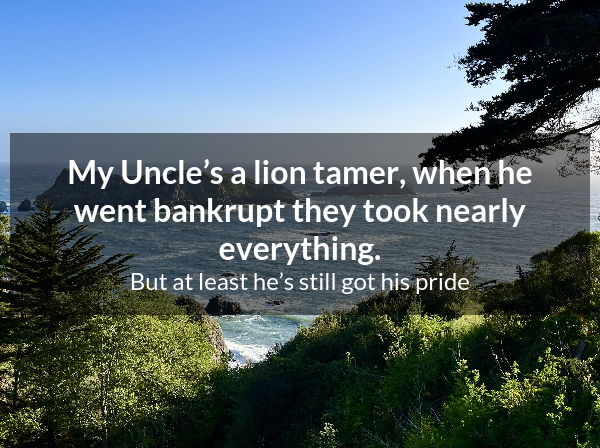 My Uncle’s a lion tamer, when he
went bankrupt they took nearly
everything.
But at least he’s still got his pride